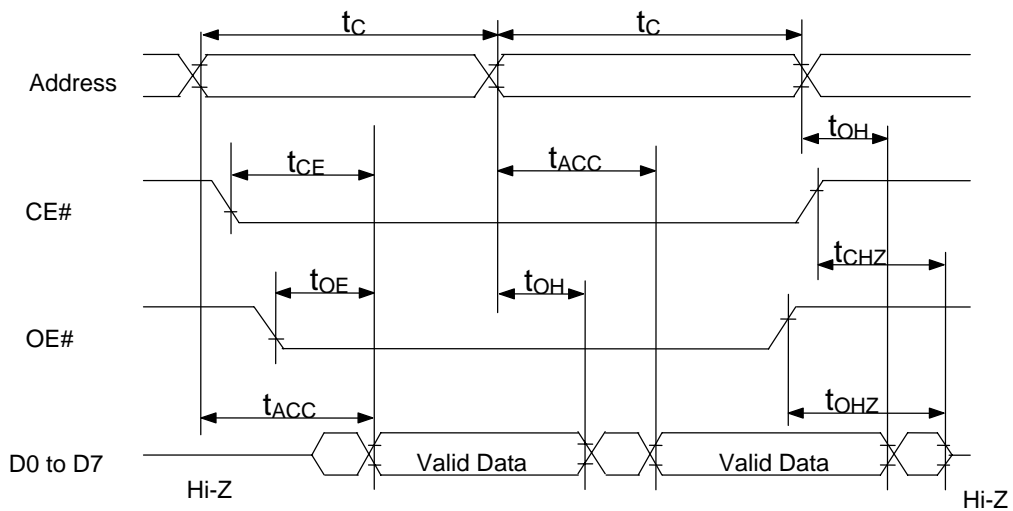 tC tC
Address
tOH
tCE tACC
CE#
tCHZ
tOE tOH
OE#
tACC tOHZ
D0 to D7 Valid Data Valid Data
Hi-Z Hi-Z